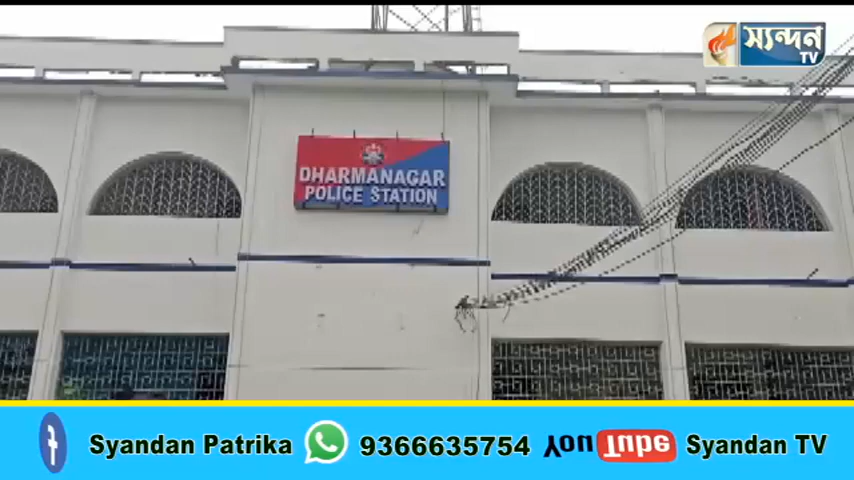 স্যন্দন
TV
DHARMANAGAR
POLICE STATION
f Syandan Patrika 9366635754 YouTube Syandan TV